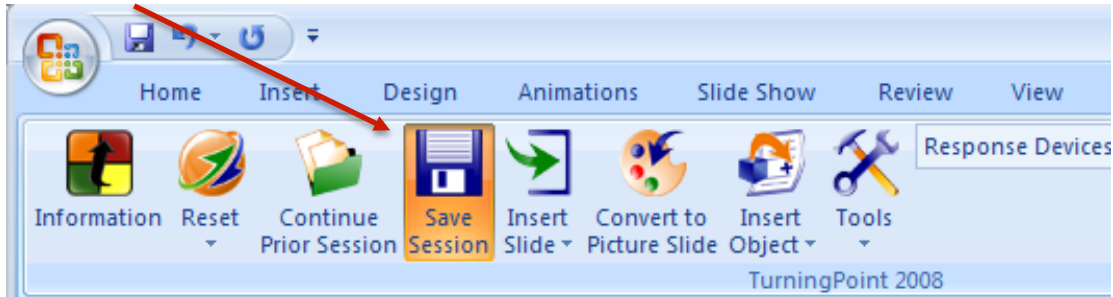 Home Insert Design Animations Slide Show Review View
Response Devices
Information Reset Continue Save Insert Convert to Insert Tools
Prior Session Session Slide Picture Slide Object
TurningPoint 2008